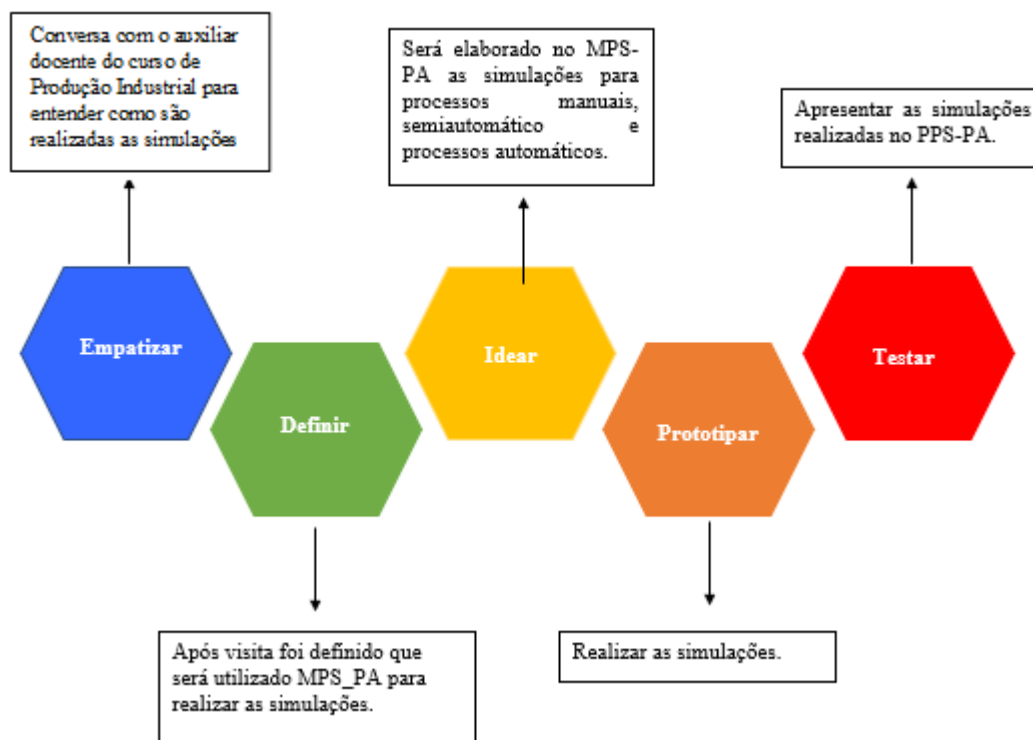 Conversa com o auxiliar
docente do curso de
Produção Industrial para
entender como são
realizadas as simulações
Será elaborado no MPS-
PA as simulações para
processos manuais,
semiautomático e
processos automáticos.
Apresentar as simulações
realizadas no PPS-PA.
Empatizar
Definir
Idear
Prototipar
Testar
Após visita foi definido que
será utilizado MPS_PA para
realizar as simulações.
Realizar as simulações.